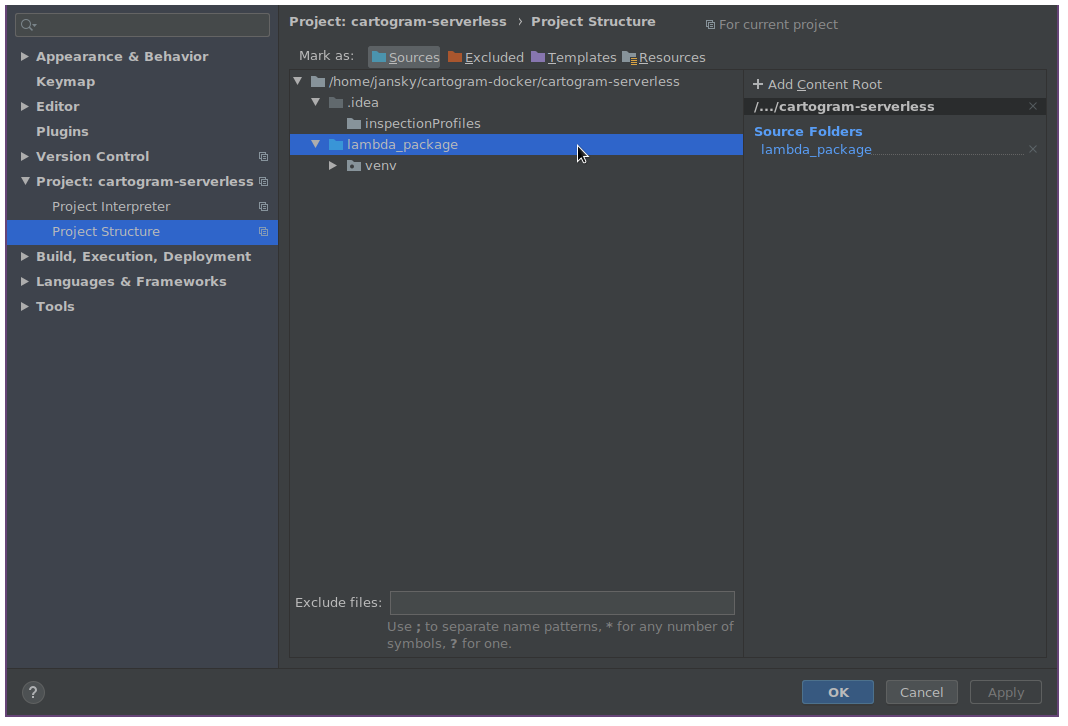 Appearance & Behavior
Keymap
Editor
Plugins
Version Control
Project: cartogram-serverless
Project Interpreter
Project Structure
Build, Execution, Deployment
Languages & Frameworks
Tools
Project: cartogram-serverless › Project Structure
For current project
Mark as: Sources Excluded Templates Resources
/home/jansky/cartogram-docker/cartogram-serverless
.idea
inspectionProfiles
lambda_package
venv
+ Add Content Root
/.../cartogram-serverless ×
Source Folders
lambda_package ×
Exclude files:
Use ; to separate name patterns, * for any number of
symbols, ? for one.
?
OK Cancel Apply